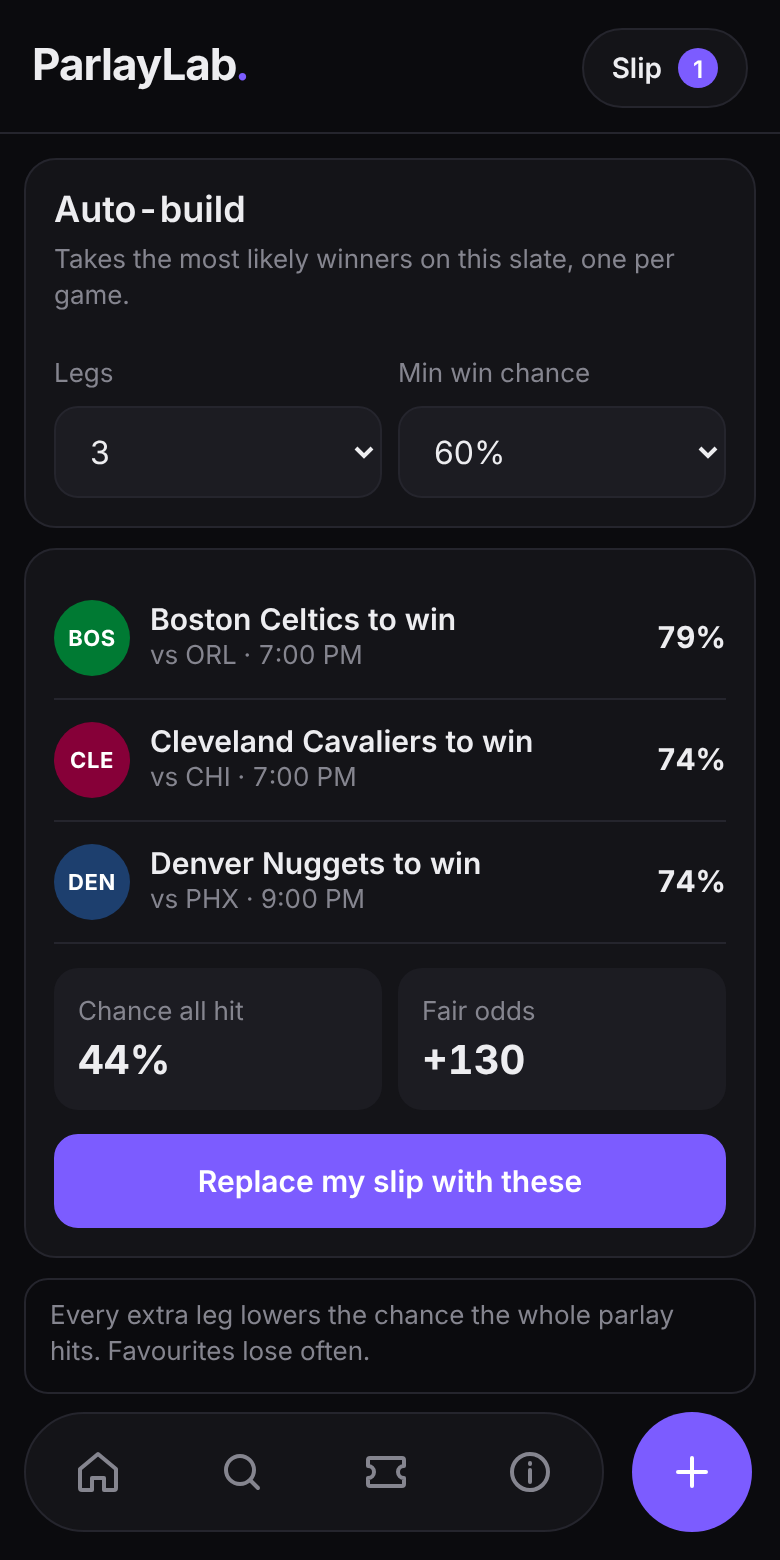 ParlayLab.
Slip 1
Auto-build
Takes the most likely winners on this slate, one per
game.
Legs
Min win chance
3
60%
BOS
Boston Celtics to win
vs ORL · 7:00 PM
79%
CLE
Cleveland Cavaliers to win
vs CHI · 7:00 PM
74%
DEN
Denver Nuggets to win
vs PHX · 9:00 PM
74%
Chance all hit
44%
Fair odds
+130
Replace my slip with these
Every extra leg lowers the chance the whole parlay
hits. Favourites lose often.